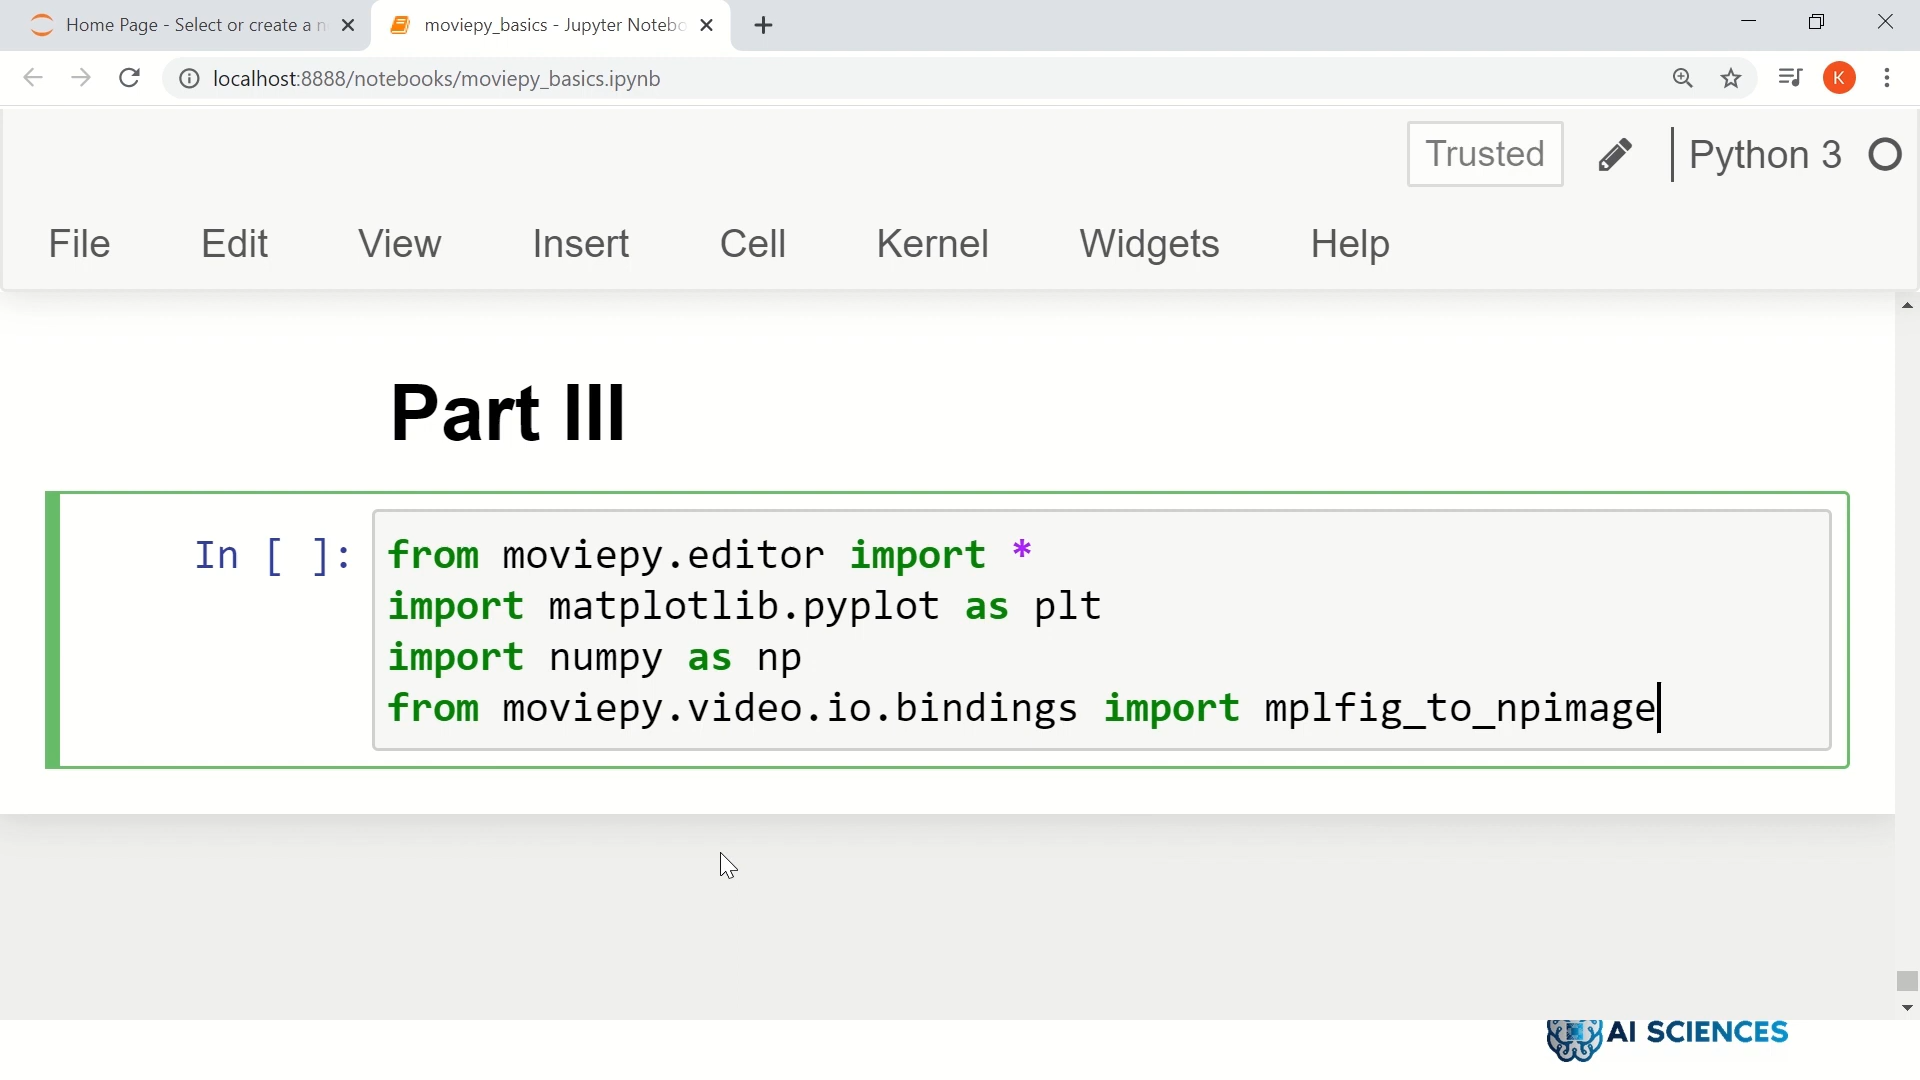 Home Page - Select or create a n
moviepy_basics - Jupyter Notebo
localhost:8888/notebooks/moviepy_basics.ipynb
K
Trusted
Python 3
File Edit View Insert Cell Kernel Widgets Help
Part III
In [ ]:
from moviepy.editor import *
import matplotlib.pyplot as plt
import numpy as np
from moviepy.video.io.bindings import mplfig_to_npimage
AI SCIENCES